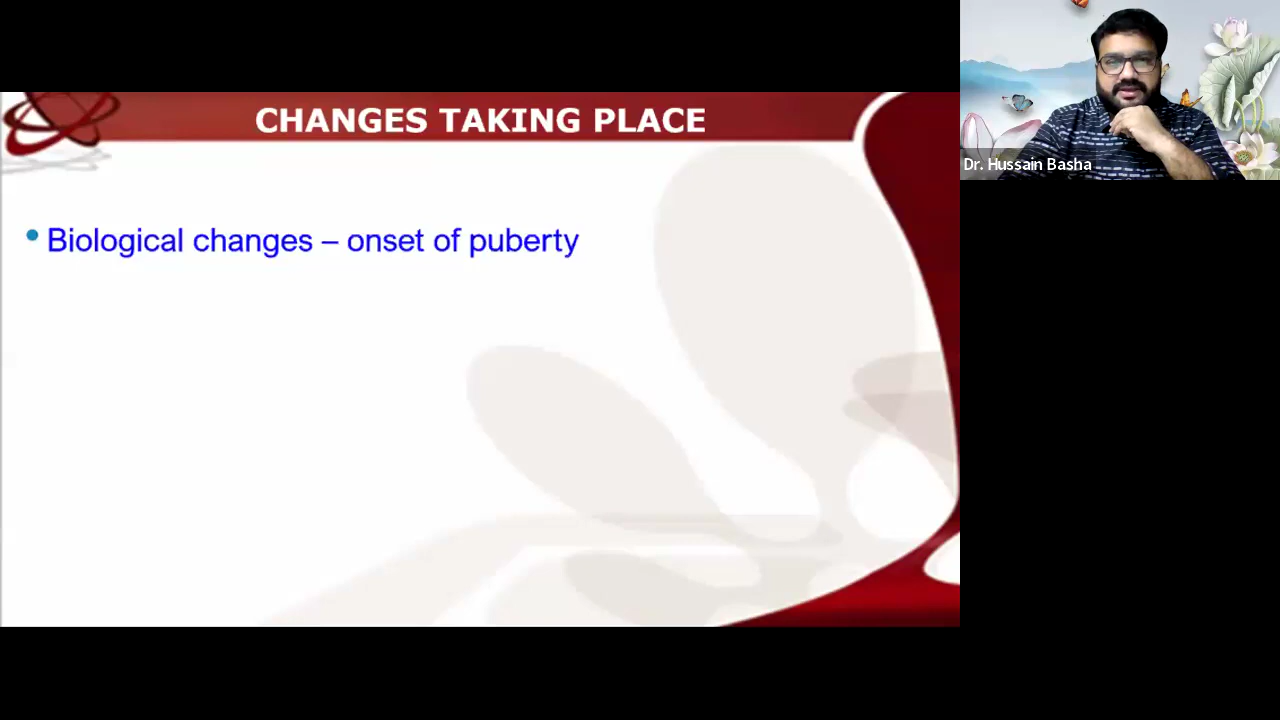 CHANGES TAKING PLACE
• Biological changes – onset of puberty
Dr. Hussain Basha